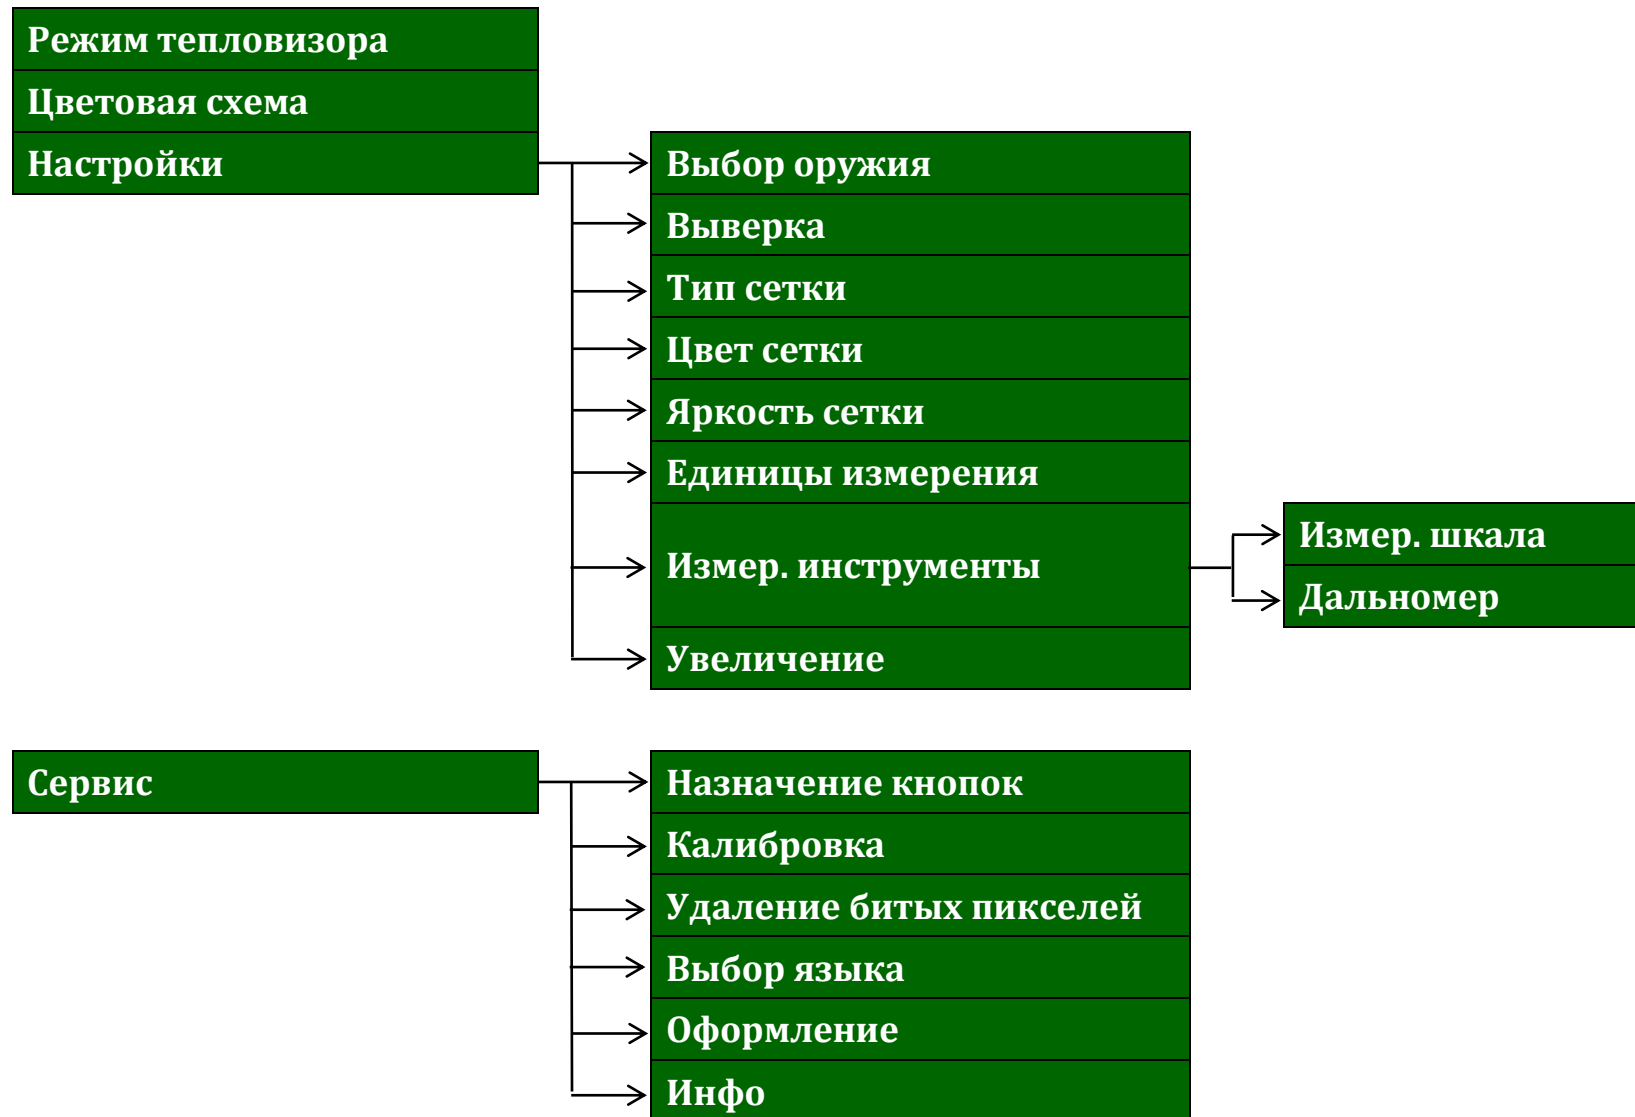 Режим тепловизора
Цветовая схема
Настройки
Выбор оружия
Выверка
Тип сетки
Цвет сетки
Яркость сетки
Единицы измерения
Измер. инструменты
Измер. шкала
Дальномер
Увеличение
Сервис
Назначение кнопок
Калибровка
Удаление битых пикселей
Выбор языка
Оформление
Инфо